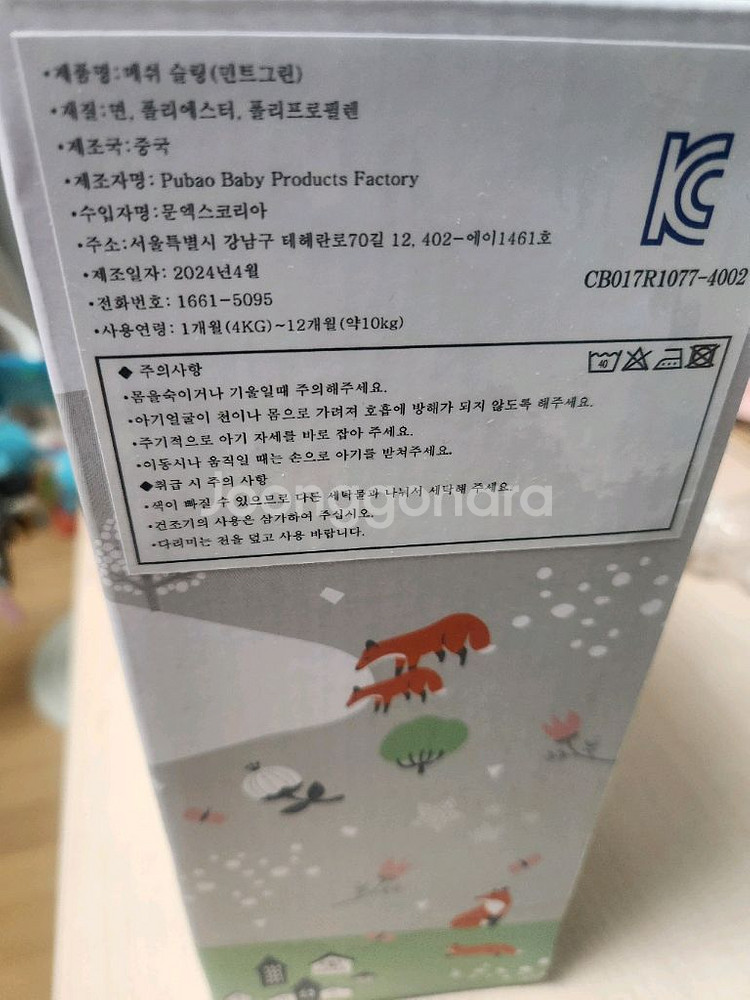 •제품명:메쉬 슬링(민트그린)
•재질:면, 폴리에스터, 폴리프로필렌
•제조국:중국
•제조자명: Pubao Baby Products Factory
•수입자명:문엑스코리아
•주소:서울특별시 강남구 테헤란로70길 12, 402-에이1461호
•제조일자: 2024년4월
•전화번호: 1661-5095
•사용연령: 1개월(4KG)~12개월(약10kg)
CB017R1077-4002
40
◆ 주의사항
•몸을숙이거나 기울일때 주의해주세요.
•아기얼굴이 천이나 몸으로 가려져 호흡에 방해가 되지 않도록 해주세요.
•주기적으로 아기 자세를 바로 잡아 주세요.
•이동시나 움직일 때는 손으로 아기를 받쳐주세요.
◆취급 시 주의 사항
•색이 빠질 수 있으므로 다른 세탁물과 나눠서 세탁해 주세요.
•건조기의 사용은 삼가하여 주십시오.
•다리미는 천을 덮고 사용 바랍니다.
Joonggonara